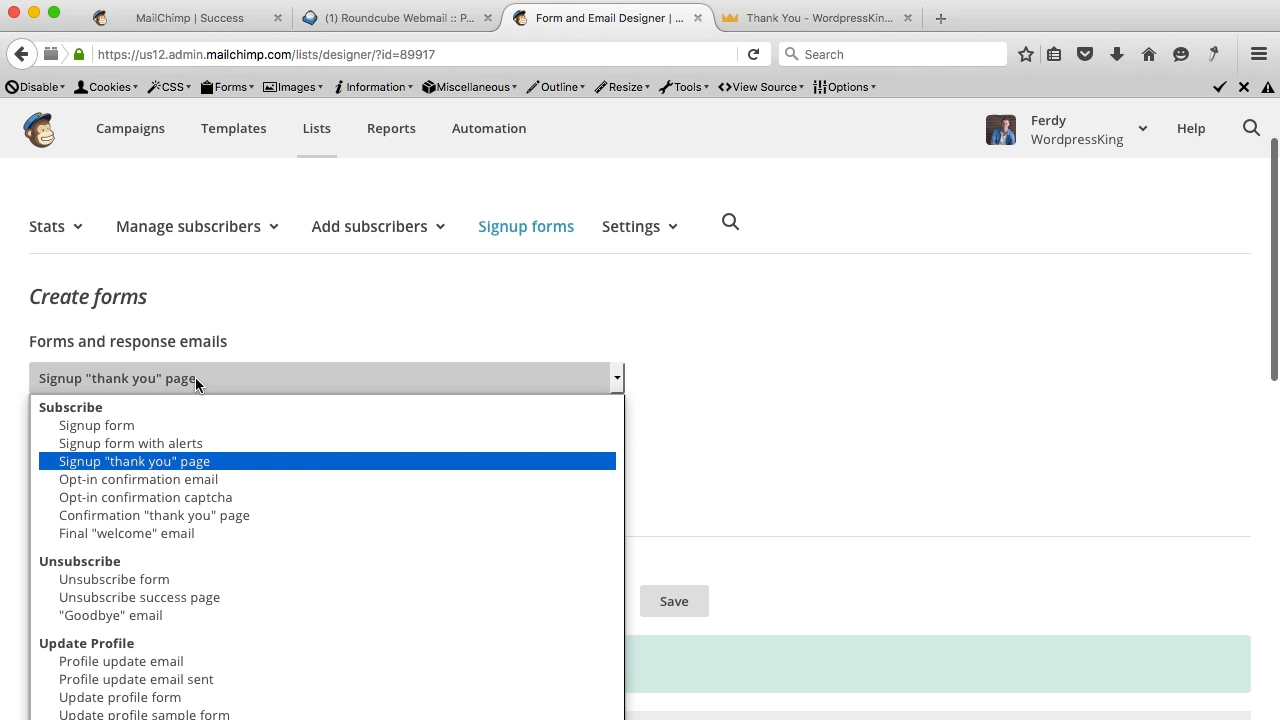 MailChimp | Success
(1) Roundcube Webmail :: P...
Form and Email Designer | ...
Thank You - WordpressKin...
https://us12.admin.mailchimp.com/lists/designer/?id=89917
Search
Disable
Cookies
CSS
Forms
Images
Information
Miscellaneous
Outline
Resize
Tools
View Source
Options
Campaigns
Templates
Lists
Reports
Automation
Ferdy
WordpressKing
Help
Stats
Manage subscribers
Add subscribers
Signup forms
Settings
Create forms
Forms and response emails
Signup "thank you" page
Subscribe
Signup form
Signup form with alerts
Signup "thank you" page
Opt-in confirmation email
Opt-in confirmation captcha
Confirmation "thank you" page
Final "welcome" email
Unsubscribe
Unsubscribe form
Unsubscribe success page
"Goodbye" email
Save
Update Profile
Profile update email
Profile update email sent
Update profile form
Update profile sample form